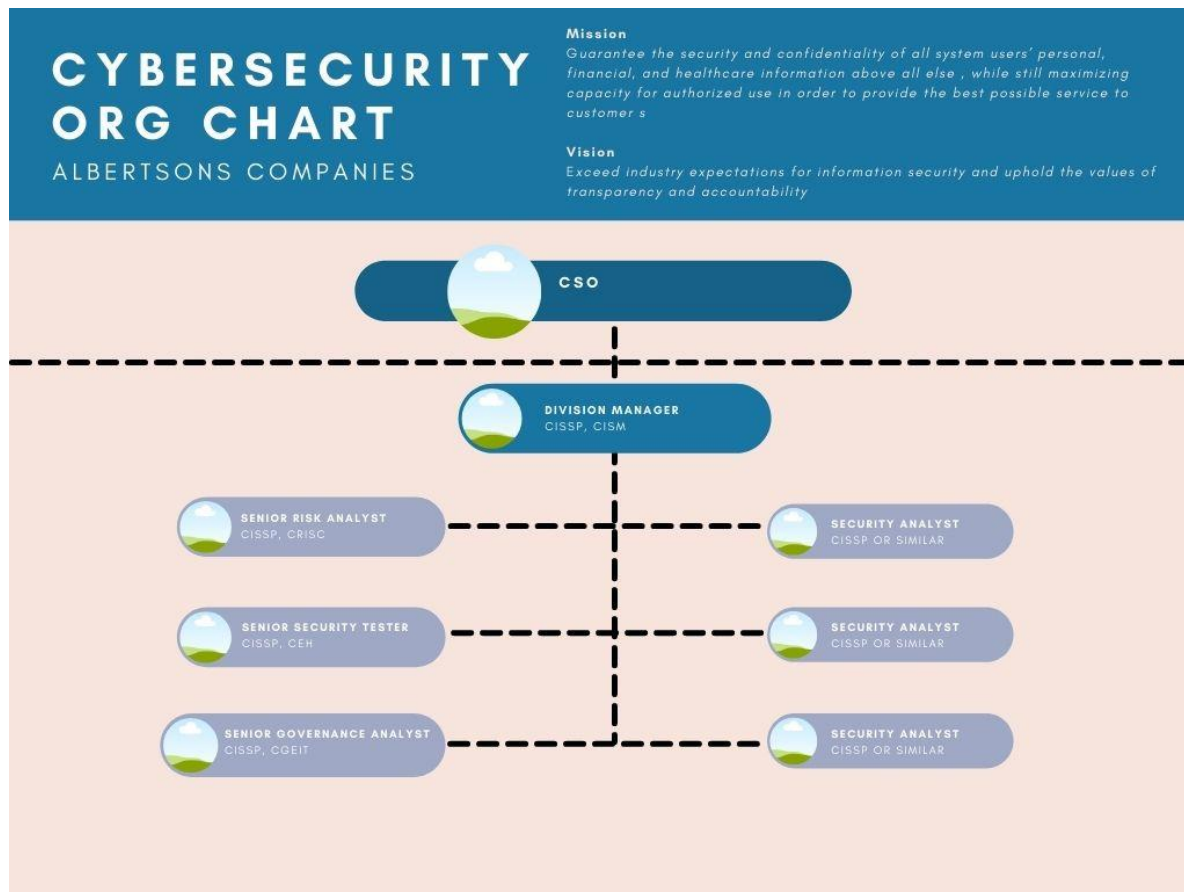 CYBERSECURITY
ORG CHART
ALBERTSONS COMPANIES
Mission
Guarantee the security and confidentiality of all system users' personal,
financial, and healthcare information above all else , while still maximizing
capacity for authorized use in order to provide the best possible service to
customer s
Vision
Exceed industry expectations for information security and uphold the values of
transparency and accountability
CSO
DIVISION MANAGER
CISSP, CISM
SENIOR RISK ANALYST
CISSP, CRISC
SECURITY ANALYST
CISSP OR SIMILAR
SENIOR SECURITY TESTER
CISSP, CEH
SECURITY ANALYST
CISSP OR SIMILAR
SENIOR GOVERNANCE ANALYST
CISSP, CGEIT
SECURITY ANALYST
CISSP OR SIMILAR